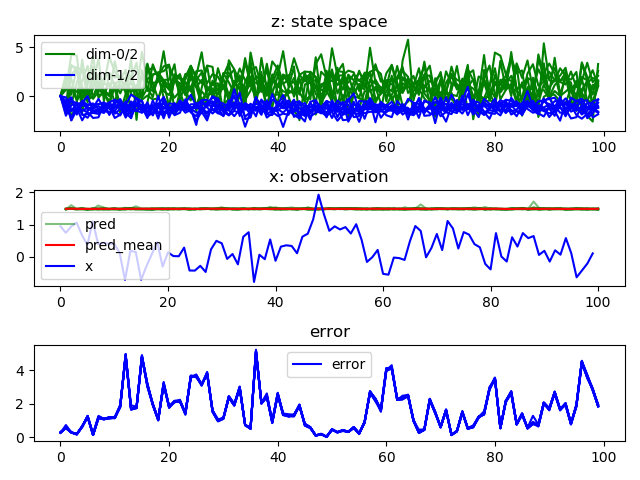 z: state space
5
0
dim-0/2
dim-1/2
0 20 40 60 80 100
x: observation
2
1
0
pred
pred_mean
x
0 20 40 60 80 100
error
4
2
0
error
0 20 40 60 80 100